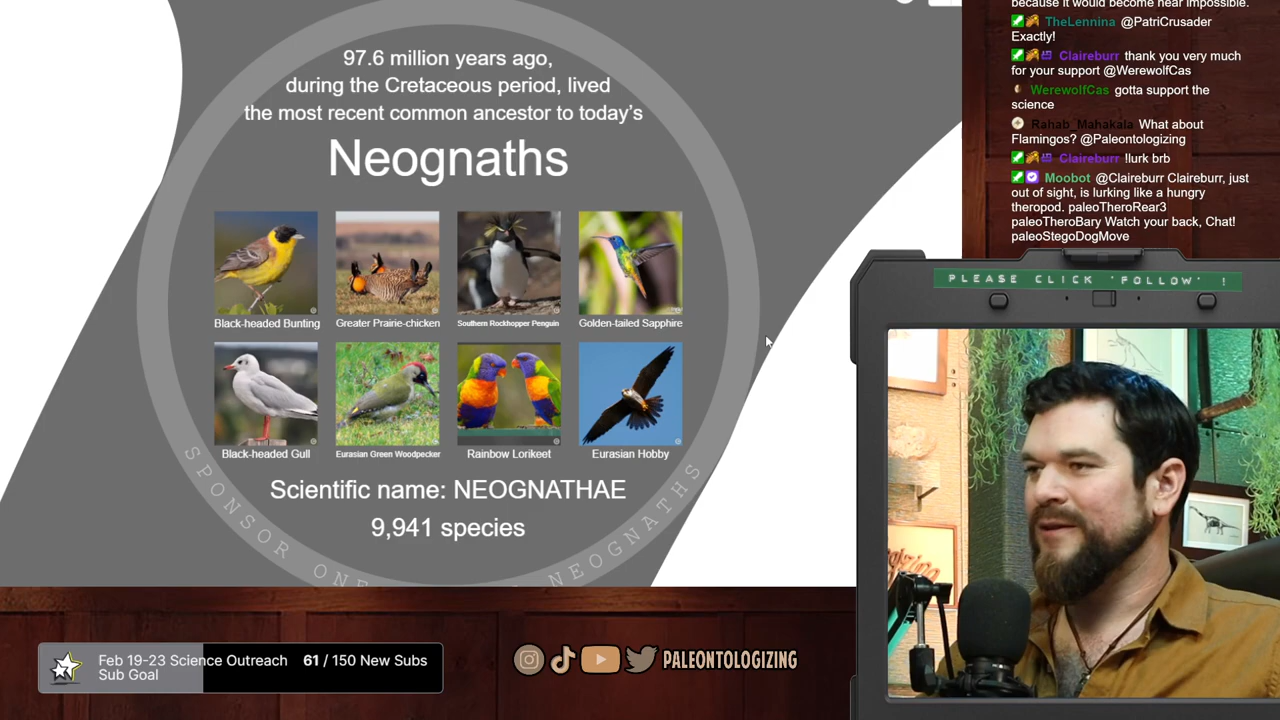 97.6 million years ago,
during the Cretaceous period, lived
the most recent common ancestor to today's
Neognaths
Black-headed Bunting
Greater Prairie-chicken
Southern Rockhopper Penguin
Golden-tailed Sapphire
Black-headed Gull
Eurasian Green Woodpecker
Rainbow Lorikeet
Eurasian Hobby
Scientific name: NEOGNATHAE
9,941 species
SPONSOR ONE
NEOGNATHS
because it would become near impossible.
TheLennina @PatriCrusader
Exactly!
Claireburr thank you very much
for your support @WerewolfCas
WerewolfCas gotta support the
science
Rahab_Mahakala What about
Flamingos? @Paleontologizing
Claireburr !lurk brb
Moobot @Claireburr Claireburr, just
out of sight, is lurking like a hungry
theropod. paleoTheroRear3
paleoTheroBary Watch your back, Chat!
paleoStegoDogMove
PLEASE CLICK 'FOLLOW' !
Feb 19-23 Science Outreach 61 / 150 New Subs
Sub Goal
PALEONTOLOGIZING